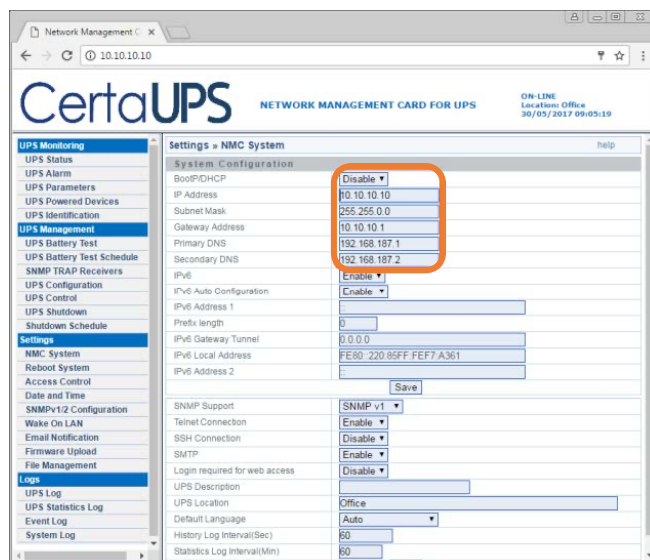 Network Management C
10.10.10.10
CertaUPS
NETWORK MANAGEMENT CARD FOR UPS
ON-LINE
Location: Office
30/05/2017 09:05:19
UPS Monitoring
UPS Status
UPS Alarm
UPS Parameters
UPS Powered Devices
UPS Identification
UPS Management
UPS Battery Test
UPS Battery Test Schedule
SNMP TRAP Receivers
UPS Configuration
UPS Control
UPS Shutdown
Shutdown Schedule
Settings
NMC System
Reboot System
Access Control
Date and Time
SNMPv1/2 Configuration
Wake On LAN
Email Notification
Firmware Upload
File Management
Logs
UPS Log
UPS Statistics Log
Event Log
System Log
Settings » NMC System help
System Configuration
BootP/DHCP Disable
IP Address 10.10.10.10
Subnet Mask 255.255.0.0
Gateway Address 10.10.10.1
Primary DNS 192.168.187.1
Secondary DNS 192.168.187.2
IPv6 Enable
IPv6 Auto Configuration Enable
IPv6 Address 1 ::
Prefix length 0
IPv6 Gateway Tunnel 0.0.0.0
IPv6 Local Address FE80::220:85FF:FEF7:A361
IPv6 Address 2 ::
Save
SNMP Support SNMP v1
Telnet Connection Enable
SSH Connection Disable
SMTP Enable
Login required for web access Disable
UPS Description
UPS Location Office
Default Language Auto
History Log Interval(Sec) 60
Statistics Log Interval(Min) 60